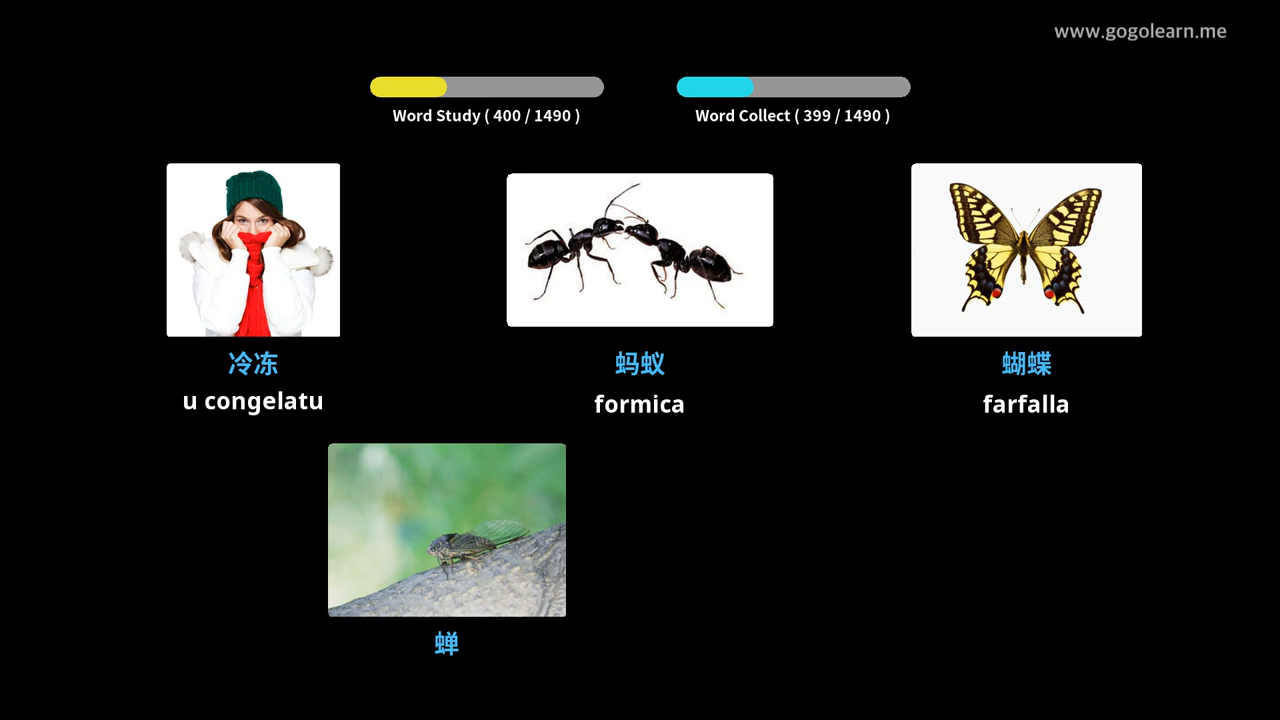 www.gogolearn.me
Word Study ( 400 / 1490 )
Word Collect ( 399 / 1490 )
冷冻
u congelatu
蚂蚁
formica
蝴蝶
farfalla
蝉